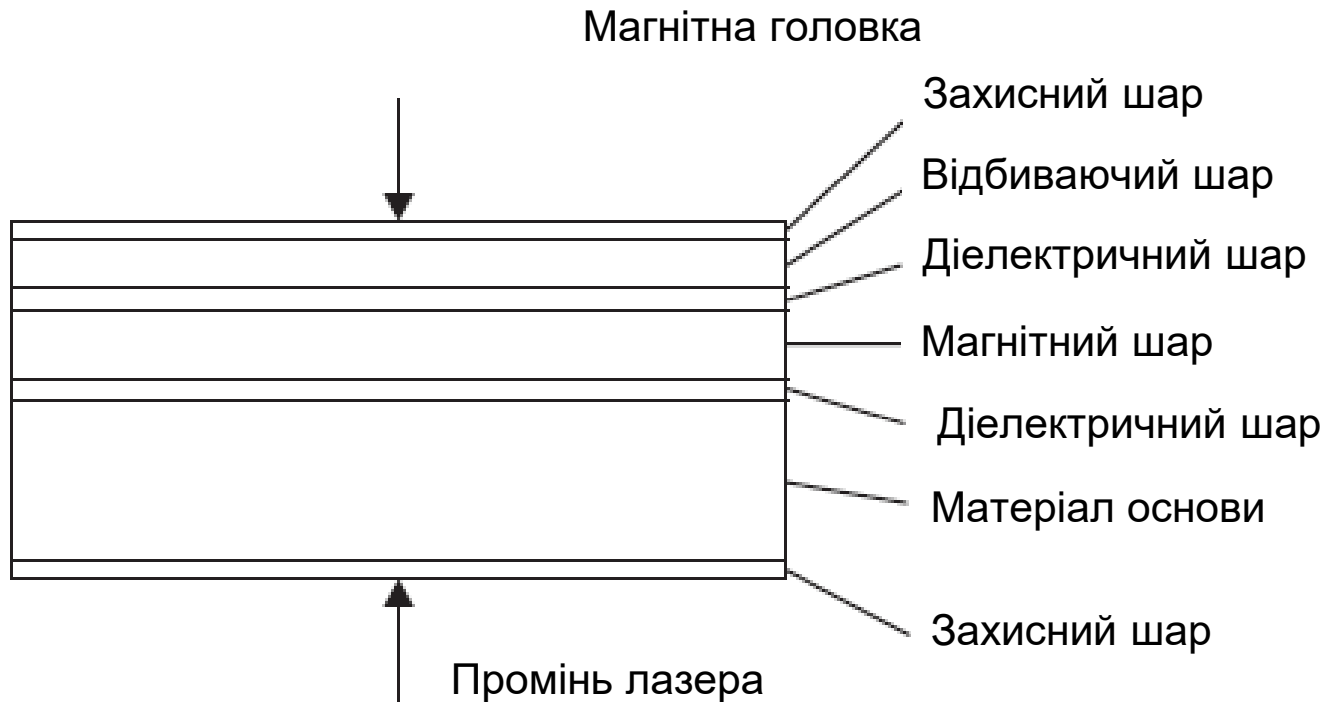 Магнітна головка
Захисний шар
Відбиваючий шар
Діелектричний шар
Магнітний шар
Діелектричний шар
Матеріал основи
Захисний шар
Промінь лазера